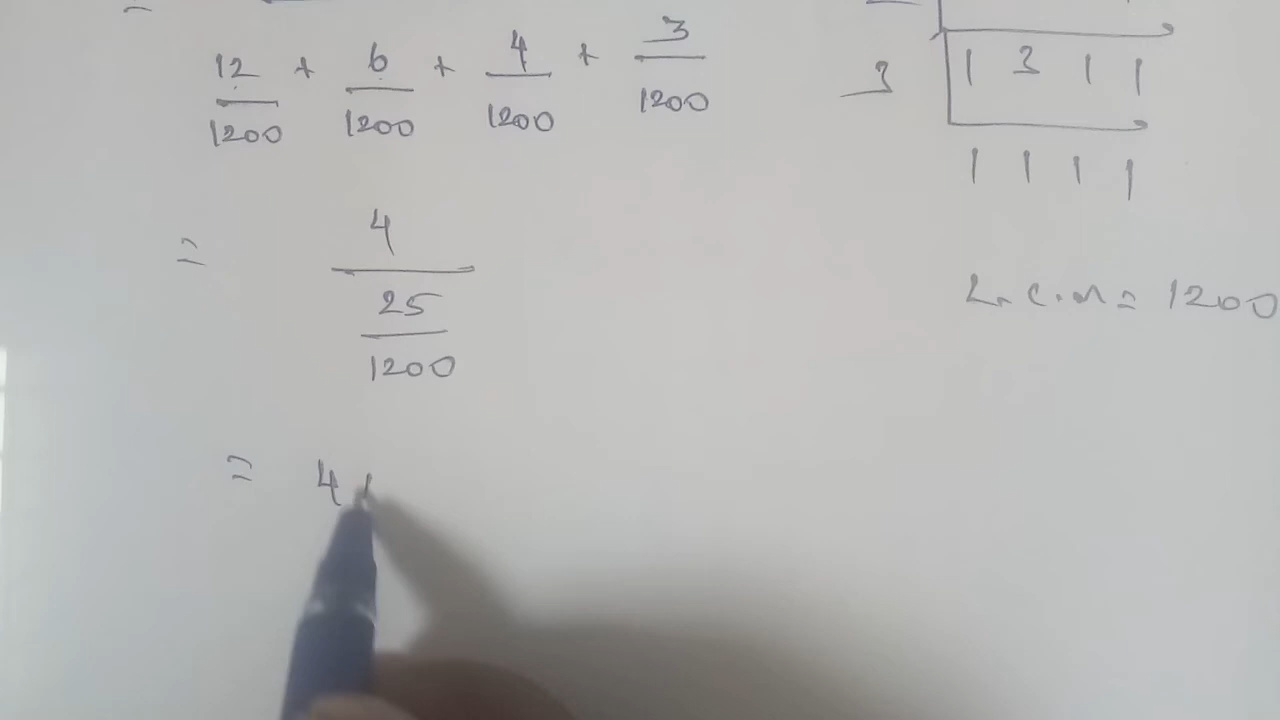 12/1200 + 6/1200 + 4/1200 + 3/1200
3 | 1 3 1 1
1 1 1 1
= 4/(25/1200)
L.C.M = 1200
= 4